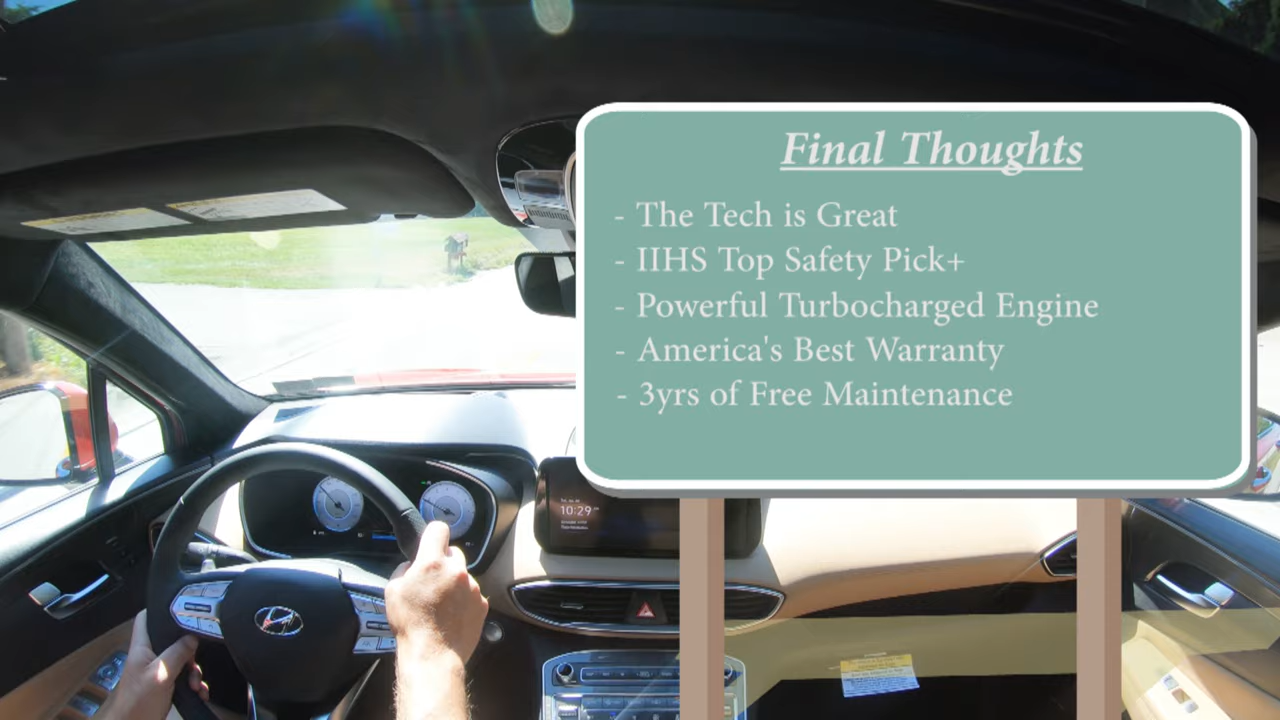 Final Thoughts
- The Tech is Great
- IIHS Top Safety Pick+
- Powerful Turbocharged Engine
- America's Best Warranty
- 3yrs of Free Maintenance
10:29